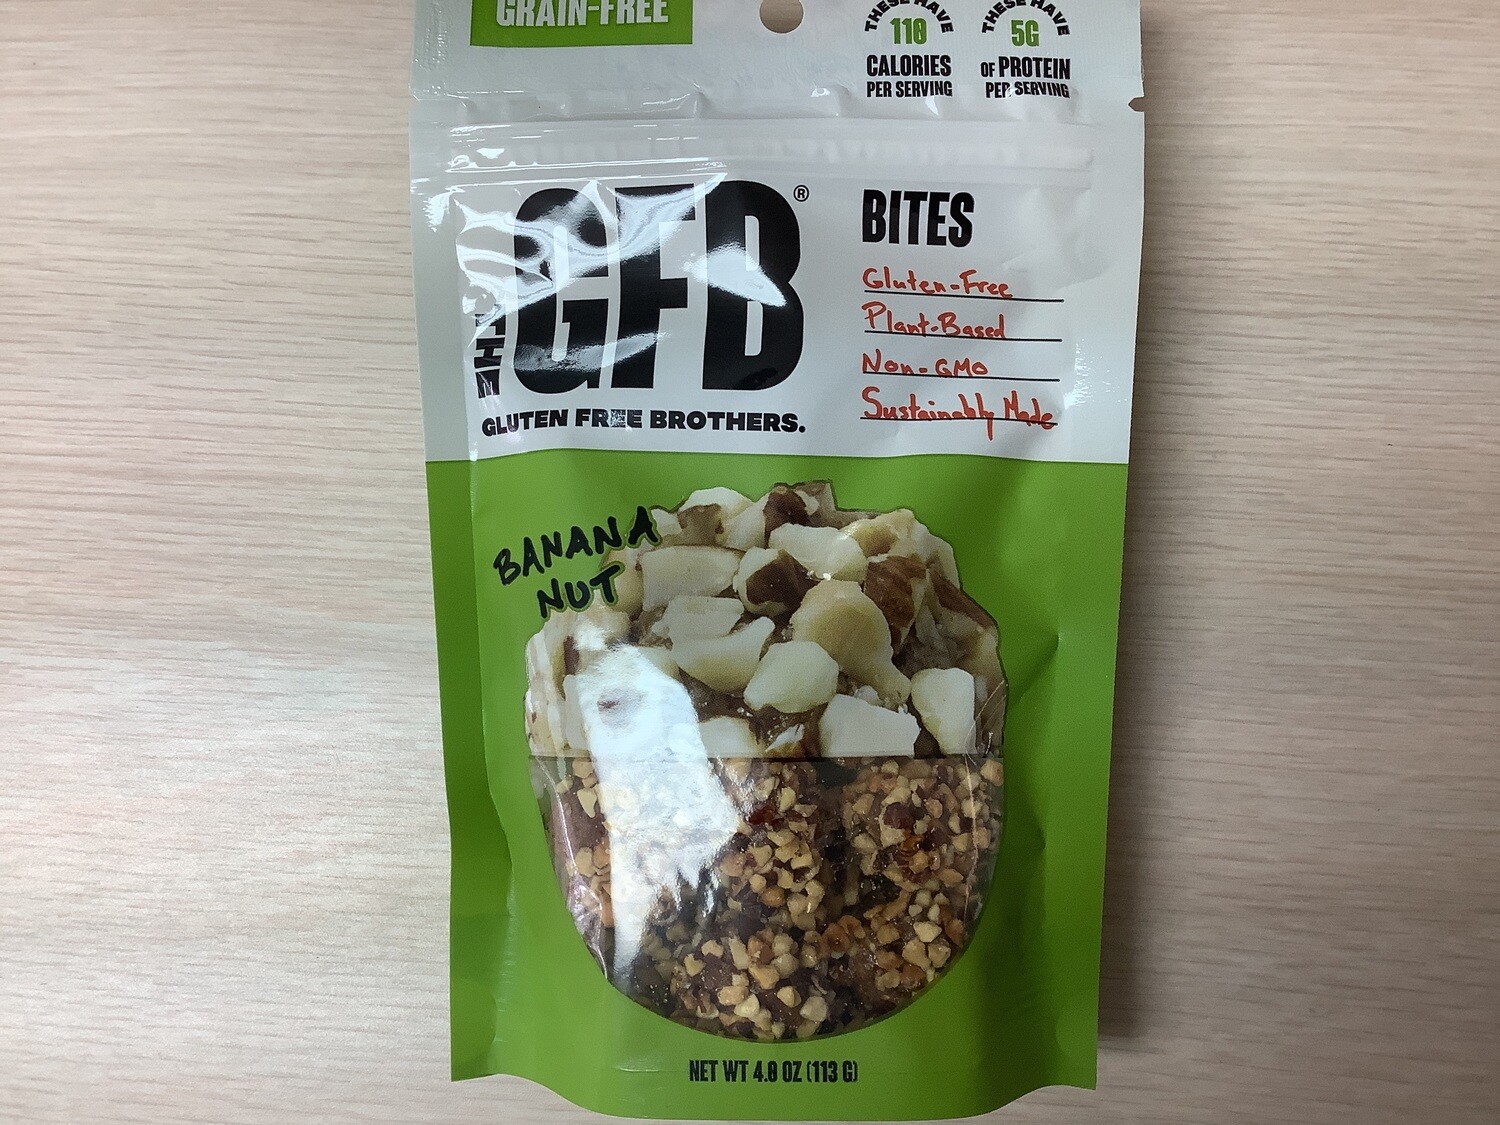 GRAIN-FREE
THESE HAVE
110
CALORIES
PER SERVING
THESE HAVE
5G
OF PROTEIN
PER SERVING
THE GFB®
GLUTEN FREE BROTHERS.
BITES
Gluten-Free
Plant-Based
Non-GMO
Sustainably Made
BANANA
NUT
NET WT 4.0 OZ (113 G)